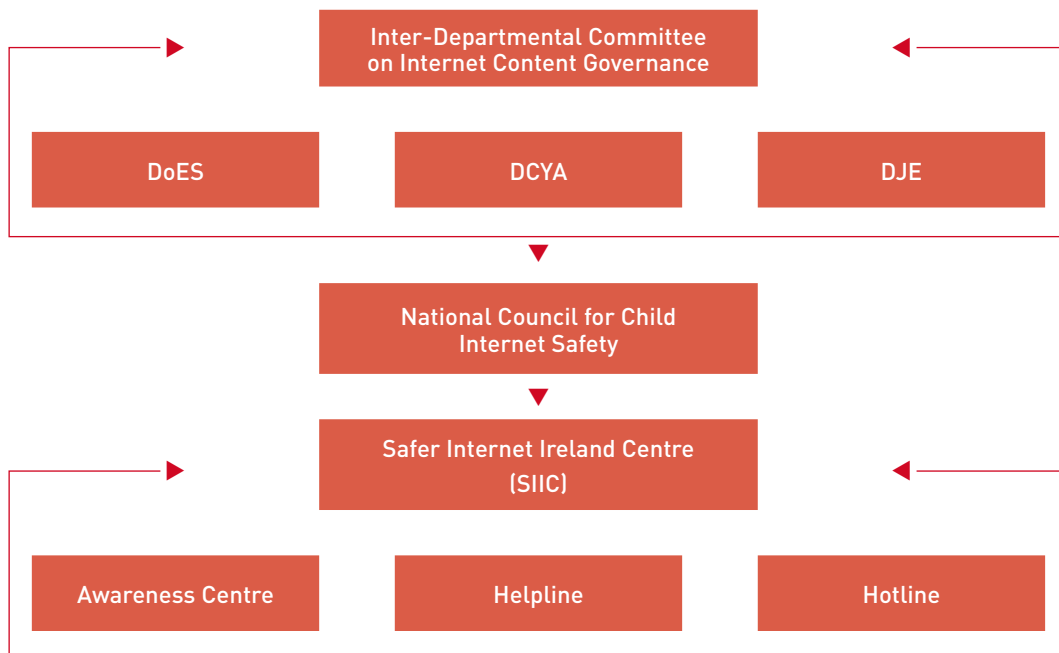 Inter-Departmental Committee
on Internet Content Governance
DoES
DCYA
DJE
National Council for Child
Internet Safety
Safer Internet Ireland Centre
(SIIC)
Awareness Centre
Helpline
Hotline